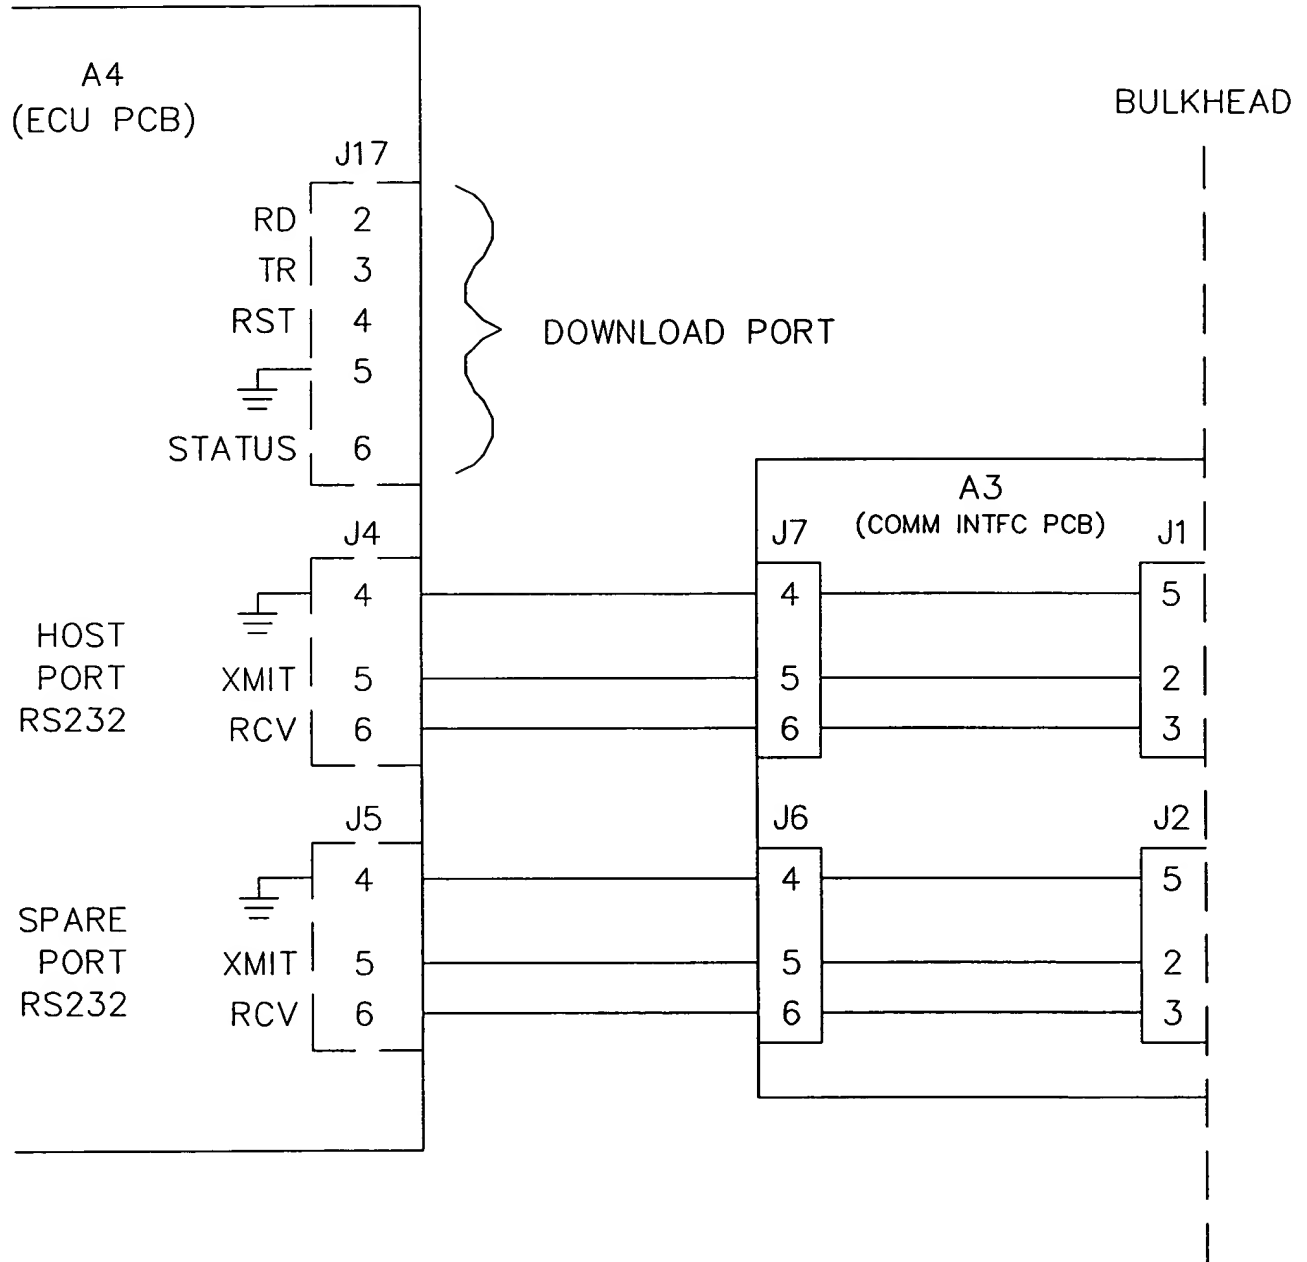 A4
(ECU PCB)
BULKHEAD
J17
RD 2
TR 3
RST 4
5
STATUS 6
DOWNLOAD PORT
A3
(COMM INTFC PCB)
J4
J7
J1
4 4 5
HOST
PORT
RS232
XMIT 5 5 2
RCV 6 6 3
J5
J6
J2
4 4 5
SPARE
PORT
RS232
XMIT 5 5 2
RCV 6 6 3